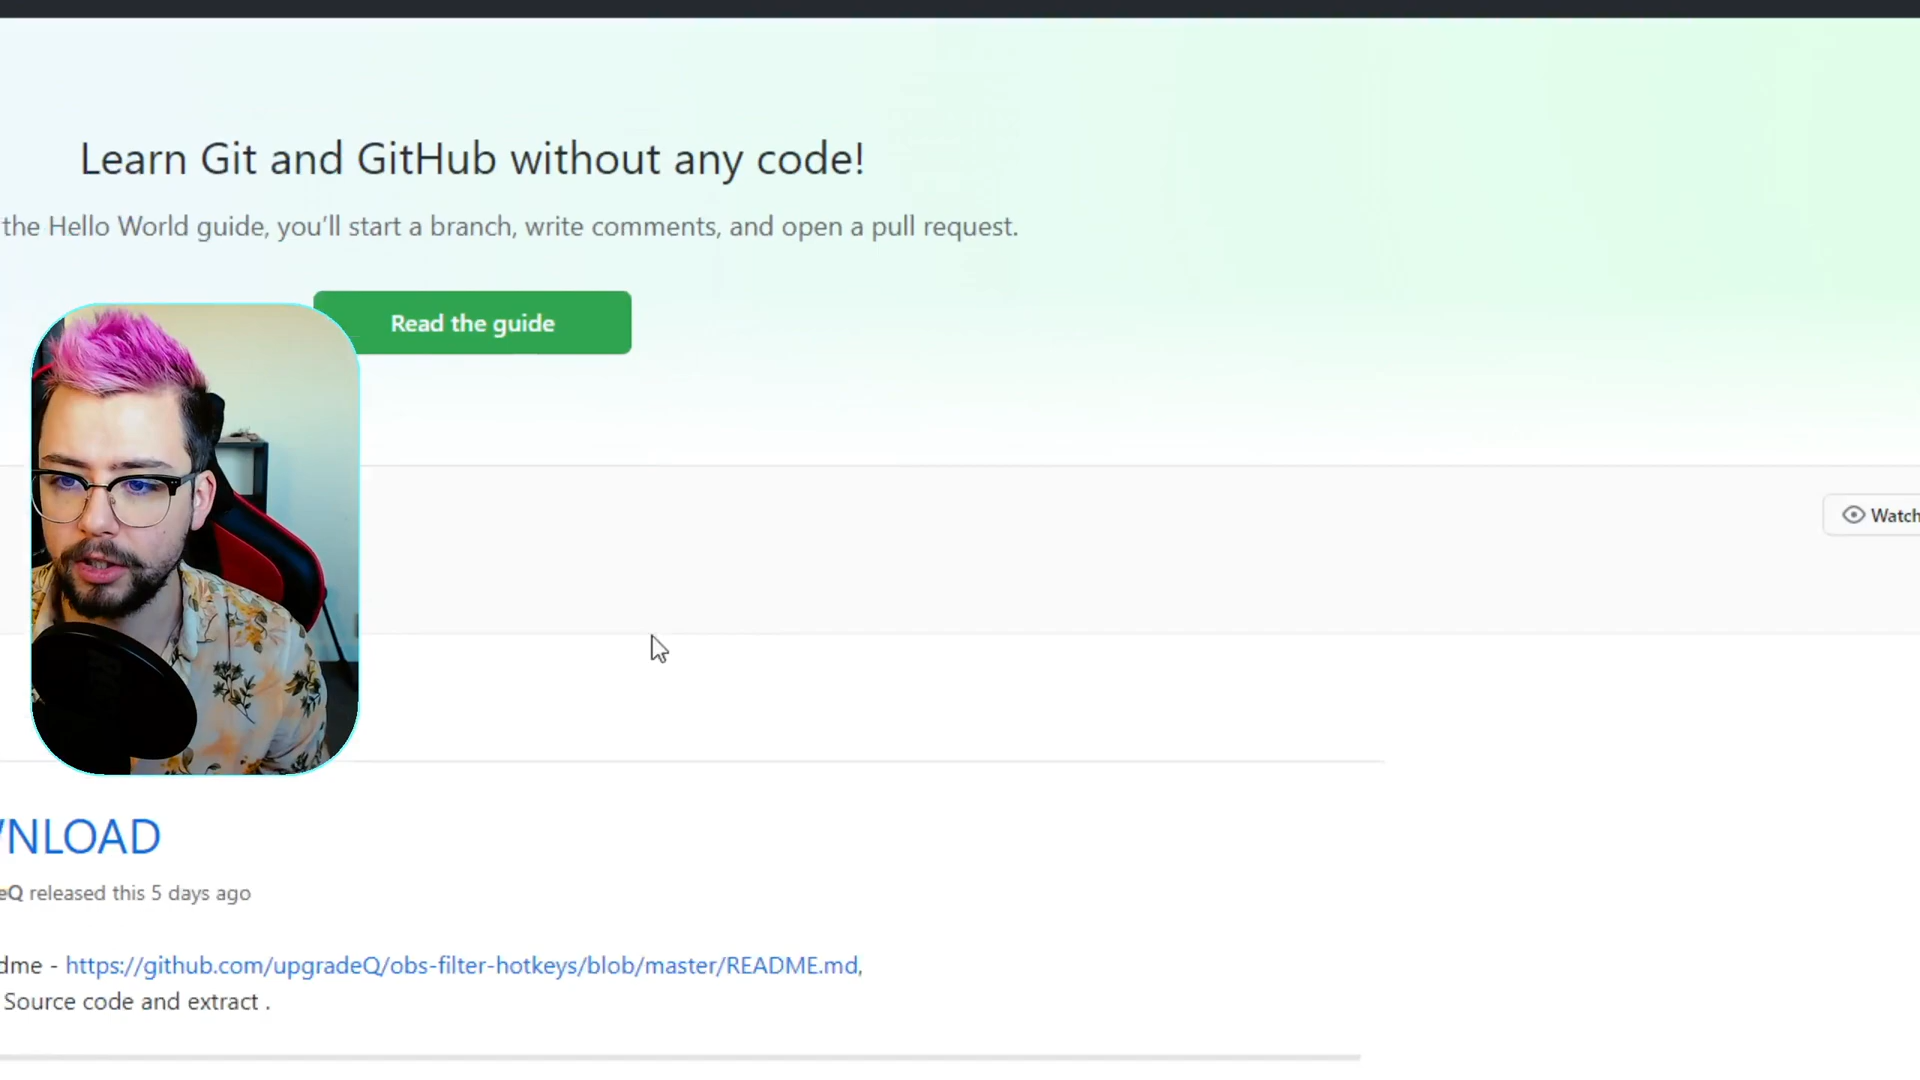 Learn Git and GitHub without any code!
the Hello World guide, you’ll start a branch, write comments, and open a pull request.
Read the guide
Watch
WNLOAD
eQ released this 5 days ago
dme - https://github.com/upgradeQ/obs-filter-hotkeys/blob/master/README.md,
Source code and extract .